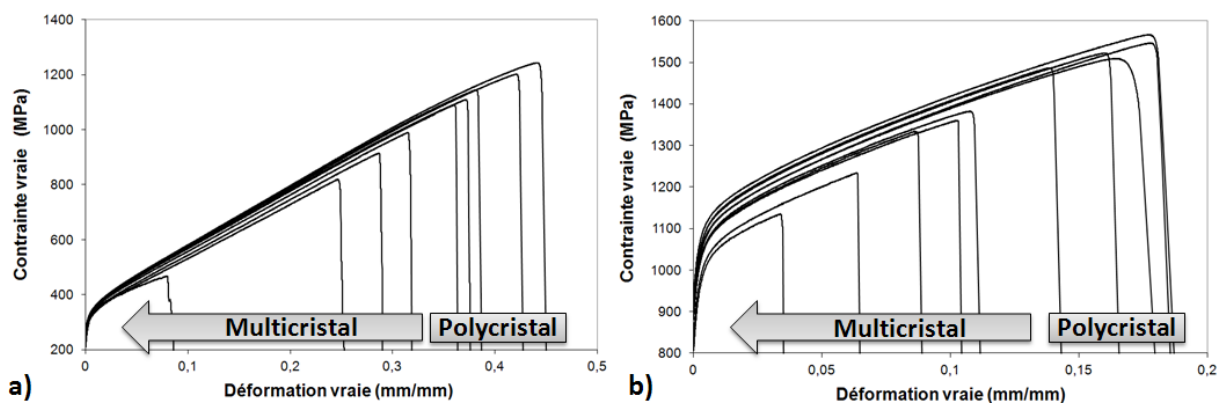 1400
1200
1000
800
600
400
200
Contrainte vraie (MPa)
Multicristal
Polycristal
0
0,1
0,2
0,3
0,4
0,5
a)
Déformation vraie (mm/mm)
1600
1500
1400
1300
1200
1100
1000
900
800
Contrainte vraie (MPa)
Multicristal
Polycristal
0
0,05
0,1
0,15
0,2
b)
Déformation vraie (mm/mm)